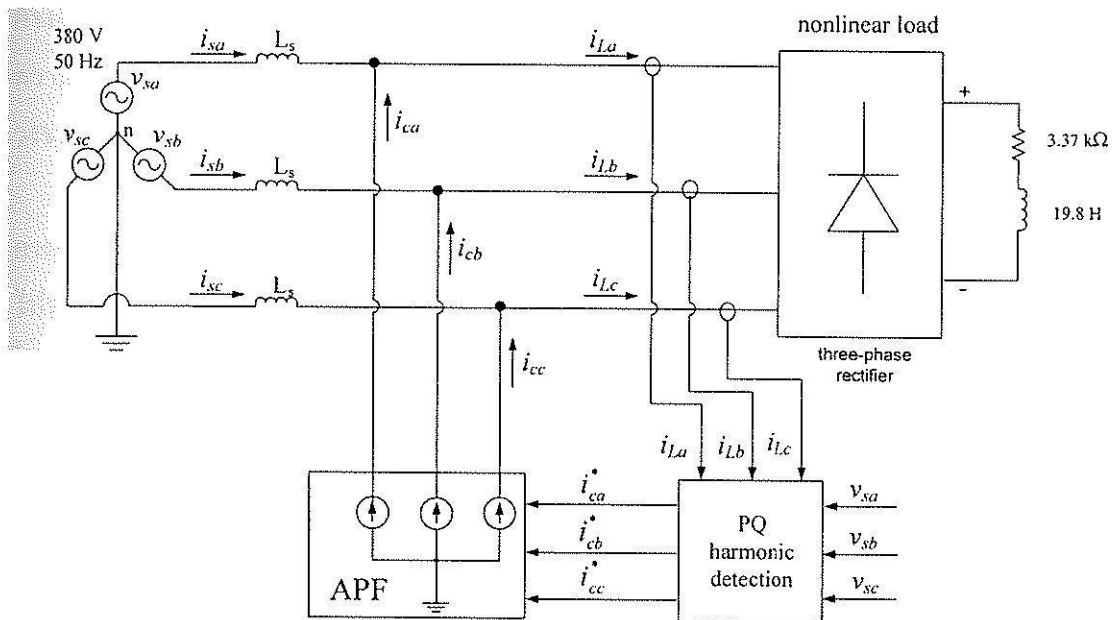 380 V
50 Hz
v_sa
v_sc
n
v_sb
i_sa
L_s
i_sb
L_s
i_sc
L_s
i_ca
i_cb
i_cc
i_La
i_Lb
i_Lc
nonlinear load
+
3.37 kΩ
19.8 H
-
three-phase
rectifier
i_La
i_Lb
i_Lc
APF
i*_ca
i*_cb
i*_cc
PQ
harmonic
detection
v_sa
v_sb
v_sc